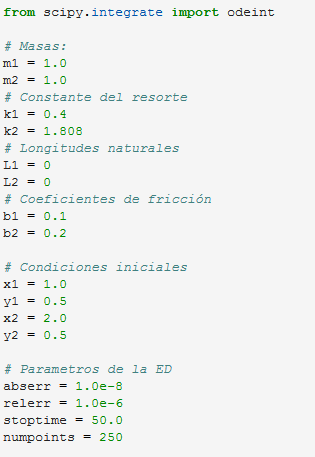 from scipy.integrate import odeint
# Masas:
m1 = 1.0
m2 = 1.0
# Constante del resorte
k1 = 0.4
k2 = 1.808
# Longitudes naturales
L1 = 0
L2 = 0
# Coeficientes de fricción
b1 = 0.1
b2 = 0.2
# Condiciones iniciales
x1 = 1.0
y1 = 0.5
x2 = 2.0
y2 = 0.5
# Parametros de la ED
abserr = 1.0e-8
relerr = 1.0e-6
stoptime = 50.0
numpoints = 250